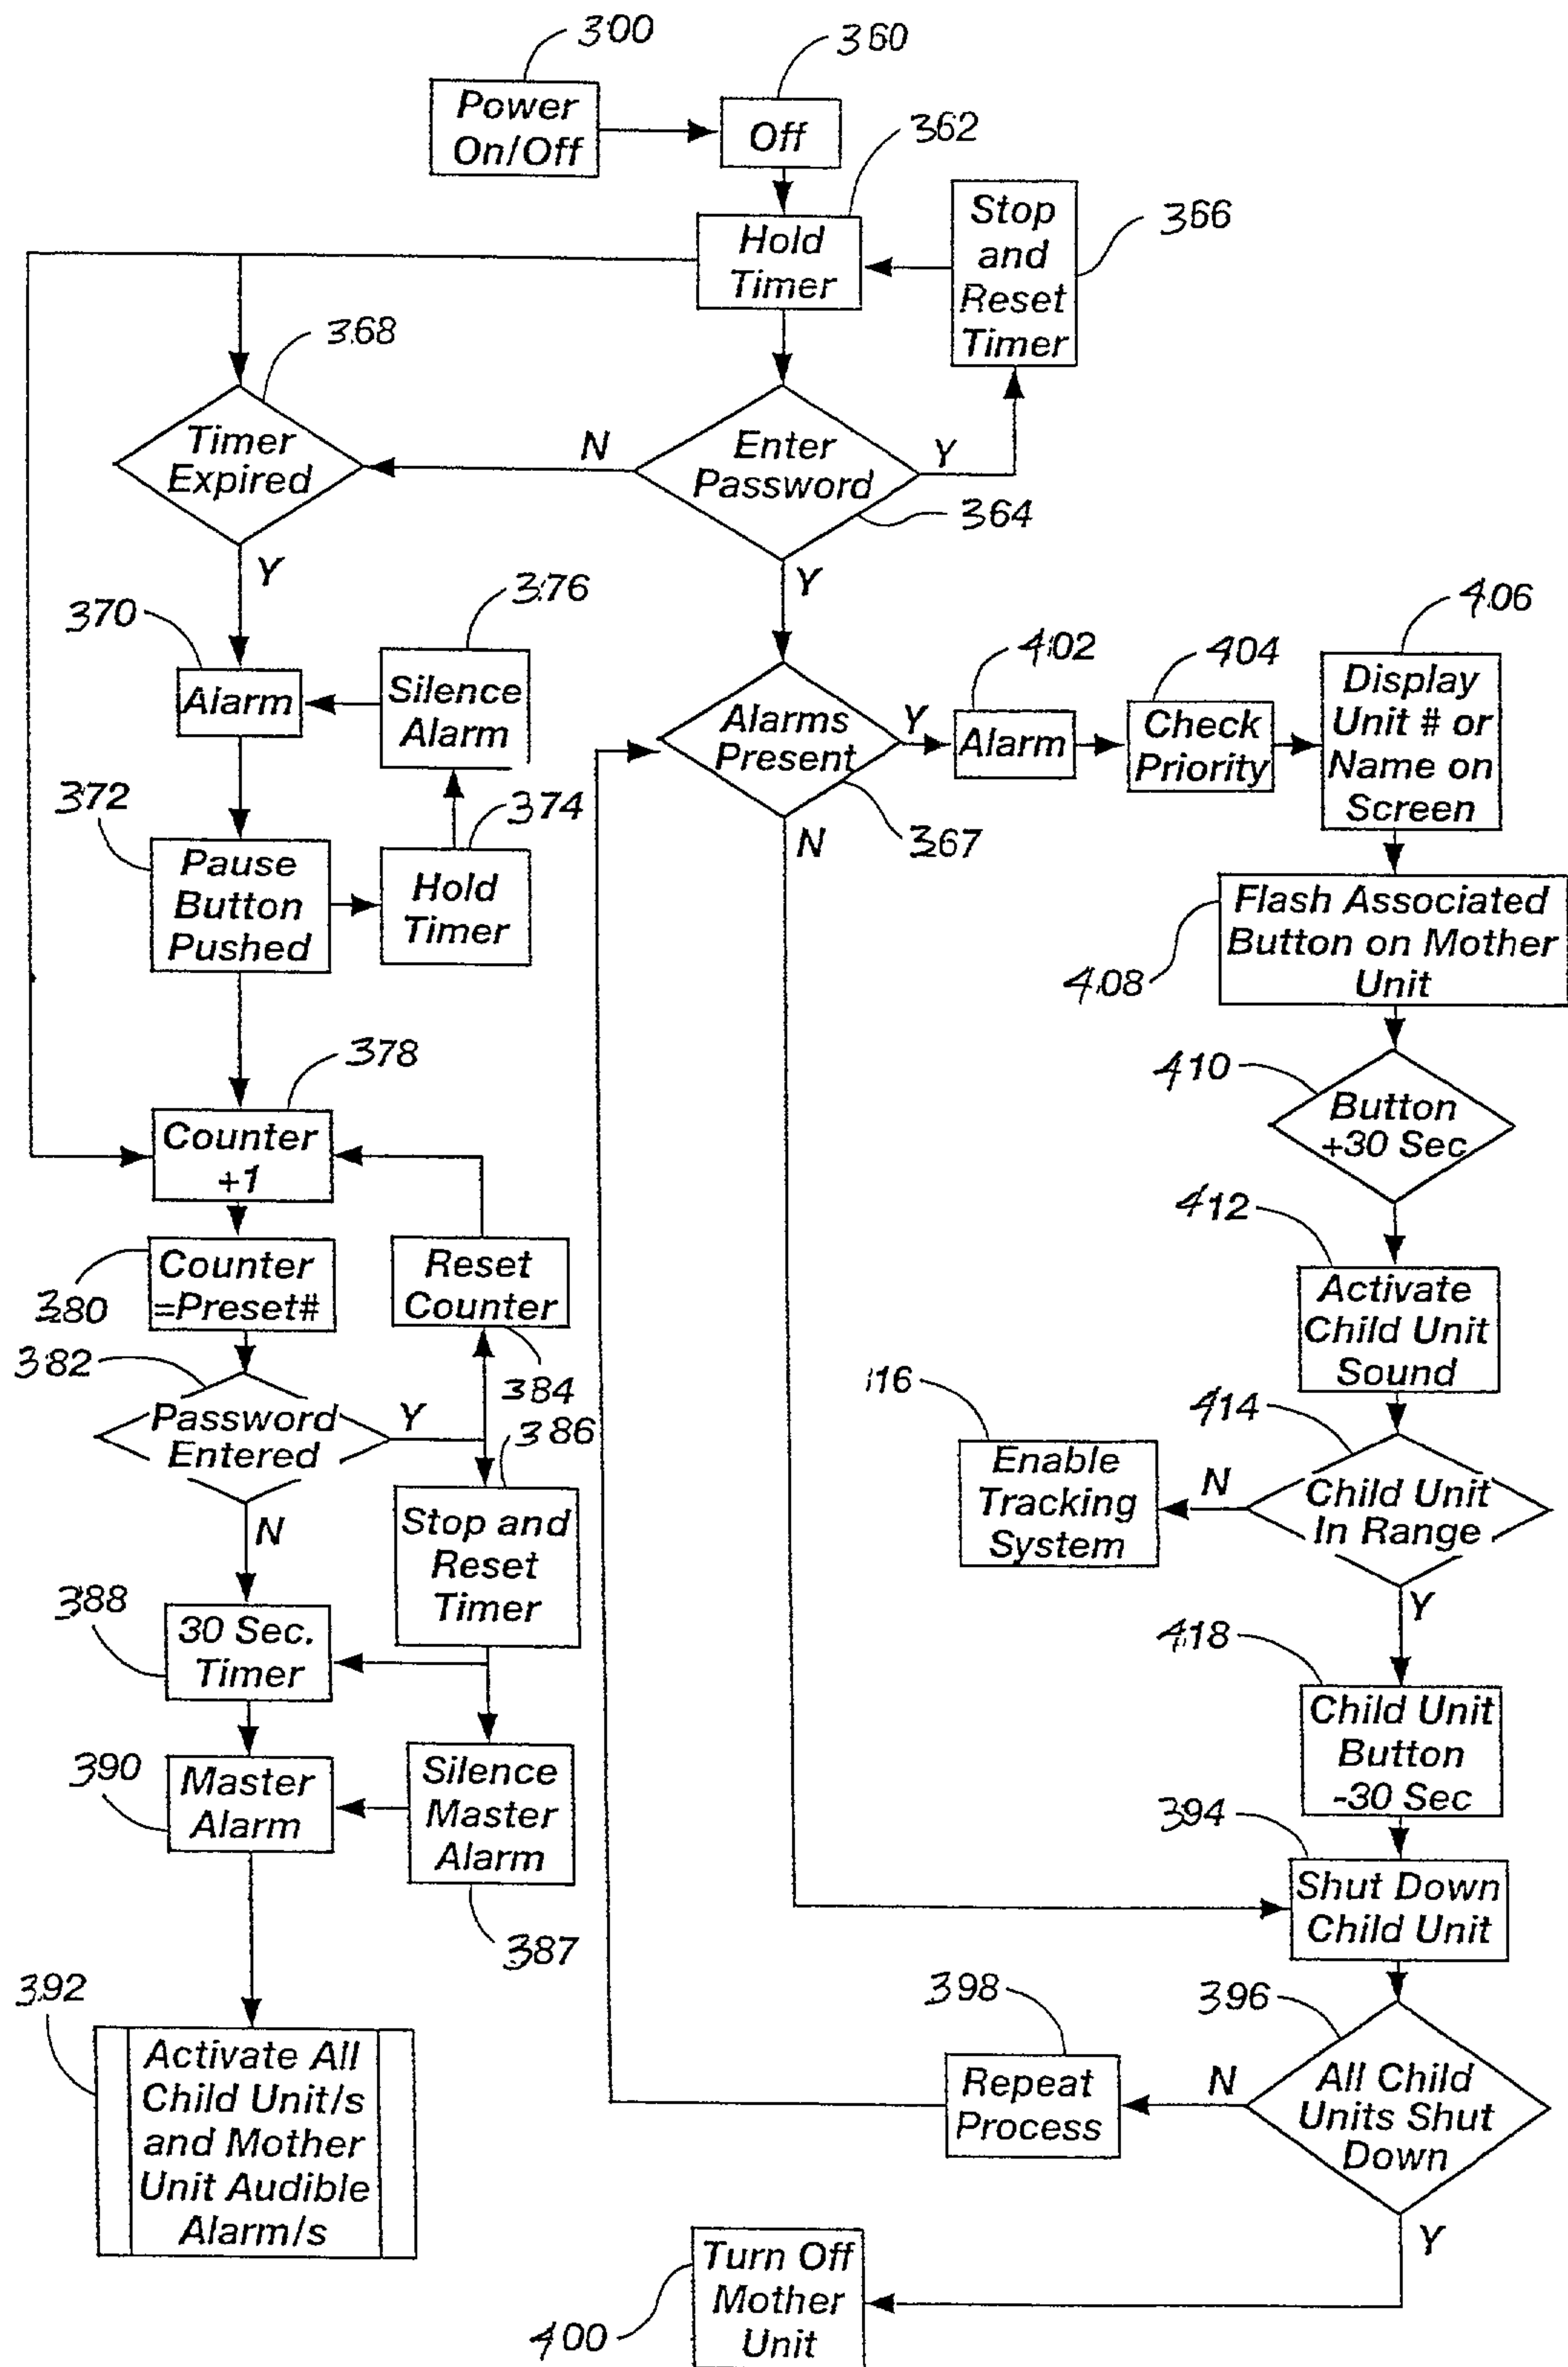 300
360
Power
On/Off
Off
362
Hold
Timer
Stop
and
Reset
Timer
366
368
Timer
Expired
N
Enter
Password
Y
364
Y
Y
370
Alarm
376
Silence
Alarm
372
Pause
Button
Pushed
374
Hold
Timer
Alarms
Present
Y
N
367
402
Alarm
404
Check
Priority
406
Display
Unit # or
Name on
Screen
Flash Associated
Button on Mother
Unit
408
410
Button
+30 Sec
378
Counter
+1
380
Counter
=Preset#
Reset
Counter
384
382
Password
Entered
Y
N
386
Stop and
Reset
Timer
388
30 Sec.
Timer
390
Master
Alarm
Silence
Master
Alarm
387
392
Activate All
Child Unit/s
and Mother
Unit Audible
Alarm/s
412
Activate
Child Unit
Sound
414
Child Unit
In Range
N
Y
16
Enable
Tracking
System
418
Child Unit
Button
-30 Sec
394
Shut Down
Child Unit
396
All Child
Units Shut
Down
N
Y
398
Repeat
Process
Turn Off
Mother
Unit
400